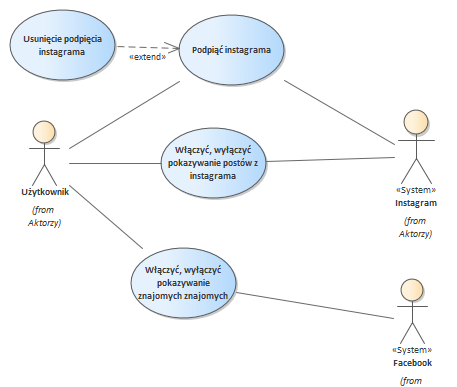 Usunięcie podpięcia
instagrama
«extend»
Podpiąć instagrama
Użytkownik
(from
Aktorzy)
Włączyć, wyłączyć
pokazywanie postów z
instagrama
«System»
Instagram
(from
Aktorzy)
Włączyć, wyłączyć
pokazywanie
znajomych znajomych
«System»
Facebook
(from